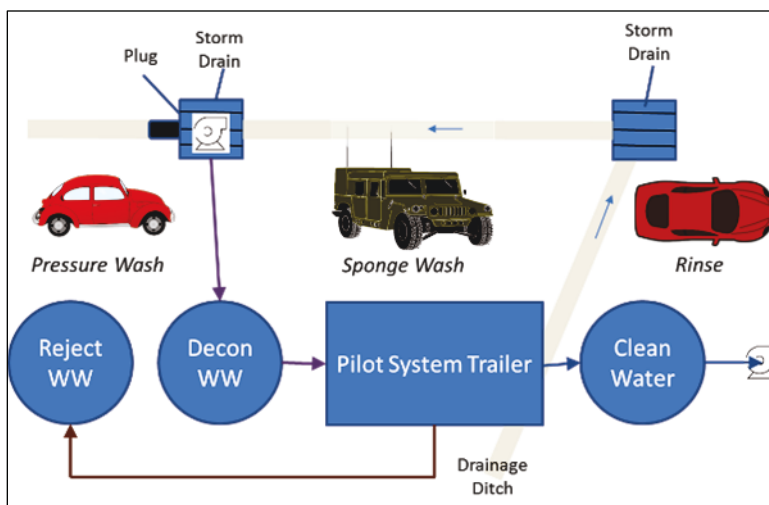 Storm
Drain
Plug
Storm
Drain
Pressure Wash
Sponge Wash
Rinse
Reject
WW
Decon
WW
Pilot System Trailer
Clean
Water
Drainage
Ditch